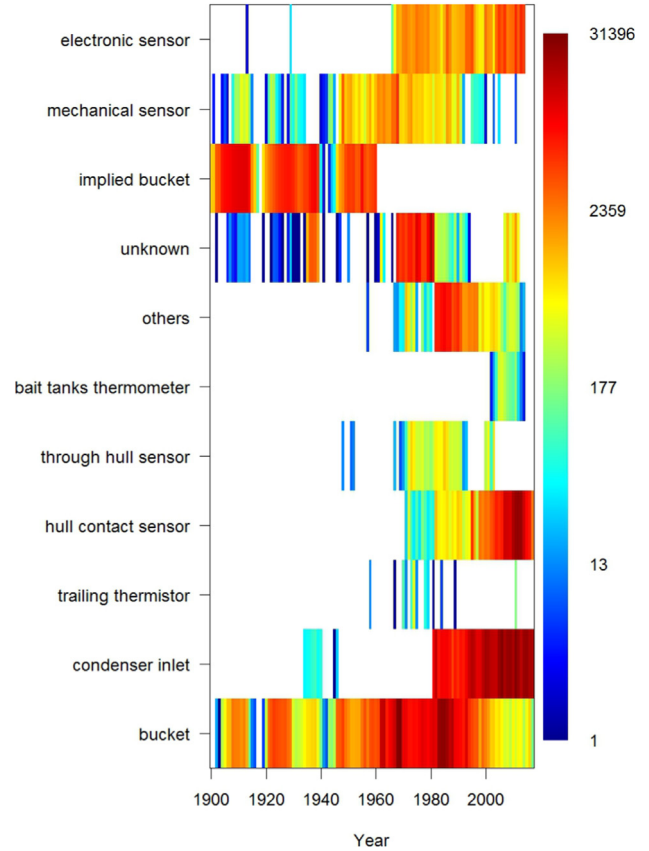 electronic sensor
mechanical sensor
implied bucket
unknown
others
bait tanks thermometer
through hull sensor
hull contact sensor
trailing thermistor
condenser inlet
bucket
1900 1920 1940 1960 1980 2000
Year
31396
2359
177
13
1